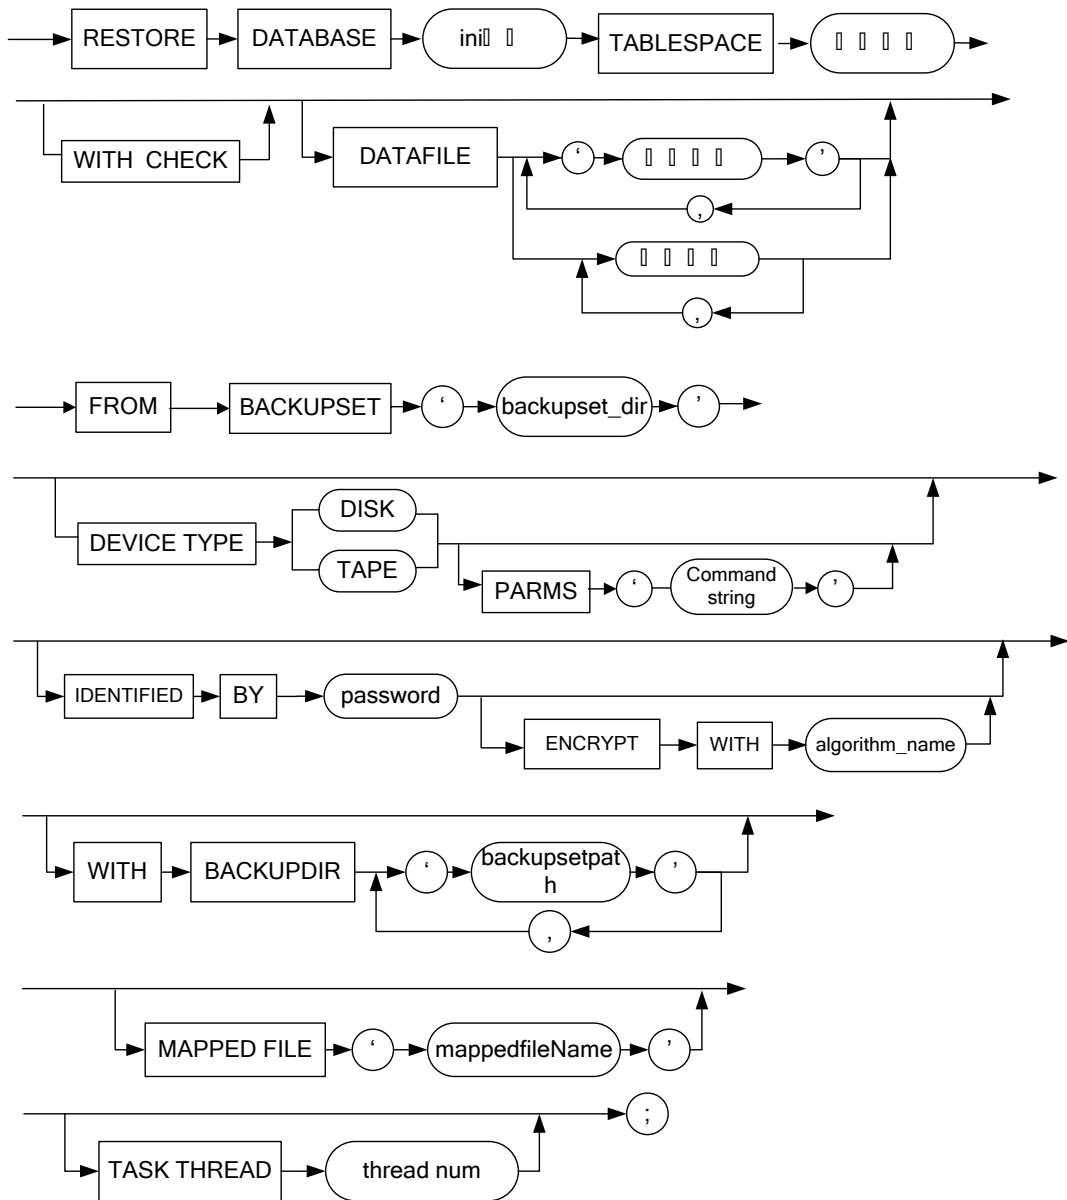 RESTORE DATABASE ini TABLESPACE
WITH CHECK DATAFILE ‘ ’
,
,
FROM BACKUPSET ‘ backupset_dir ’
DISK
DEVICE TYPE
TAPE
PARMS ‘ Command string ’
IDENTIFIED BY password
ENCRYPT WITH algorithm_name
WITH BACKUPDIR ‘ backupsetpath ’
,
MAPPED FILE ‘ mappedfileName ’
;
TASK THREAD thread num